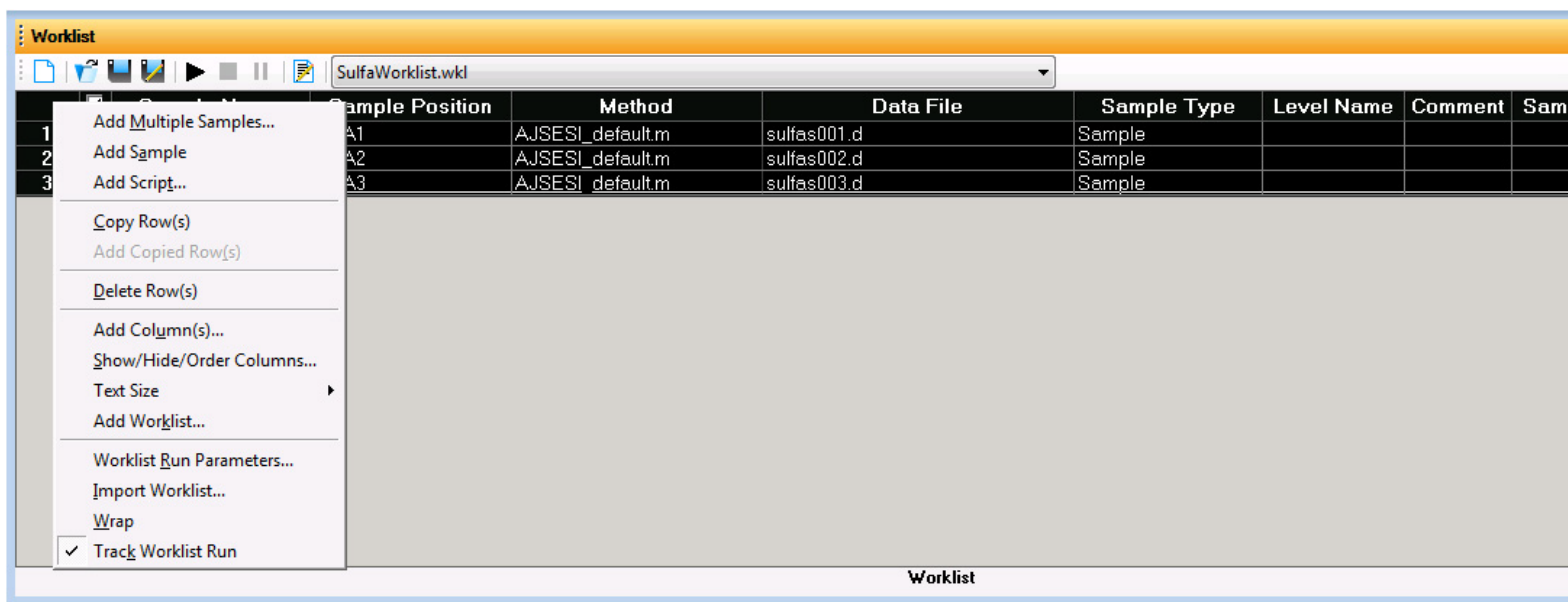 Worklist
SulfaWorklist.wkl
Sample Position Method Data File Sample Type Level Name Comment Sam
1 A1 AJSESI_default.m sulfas001.d Sample
2 A2 AJSESI_default.m sulfas002.d Sample
3 A3 AJSESI_default.m sulfas003.d Sample
Add Multiple Samples...
Add Sample
Add Script...
Copy Row(s)
Add Copied Row(s)
Delete Row(s)
Add Column(s)...
Show/Hide/Order Columns...
Text Size
Add Worklist...
Worklist Run Parameters...
Import Worklist...
Wrap
Track Worklist Run
Worklist